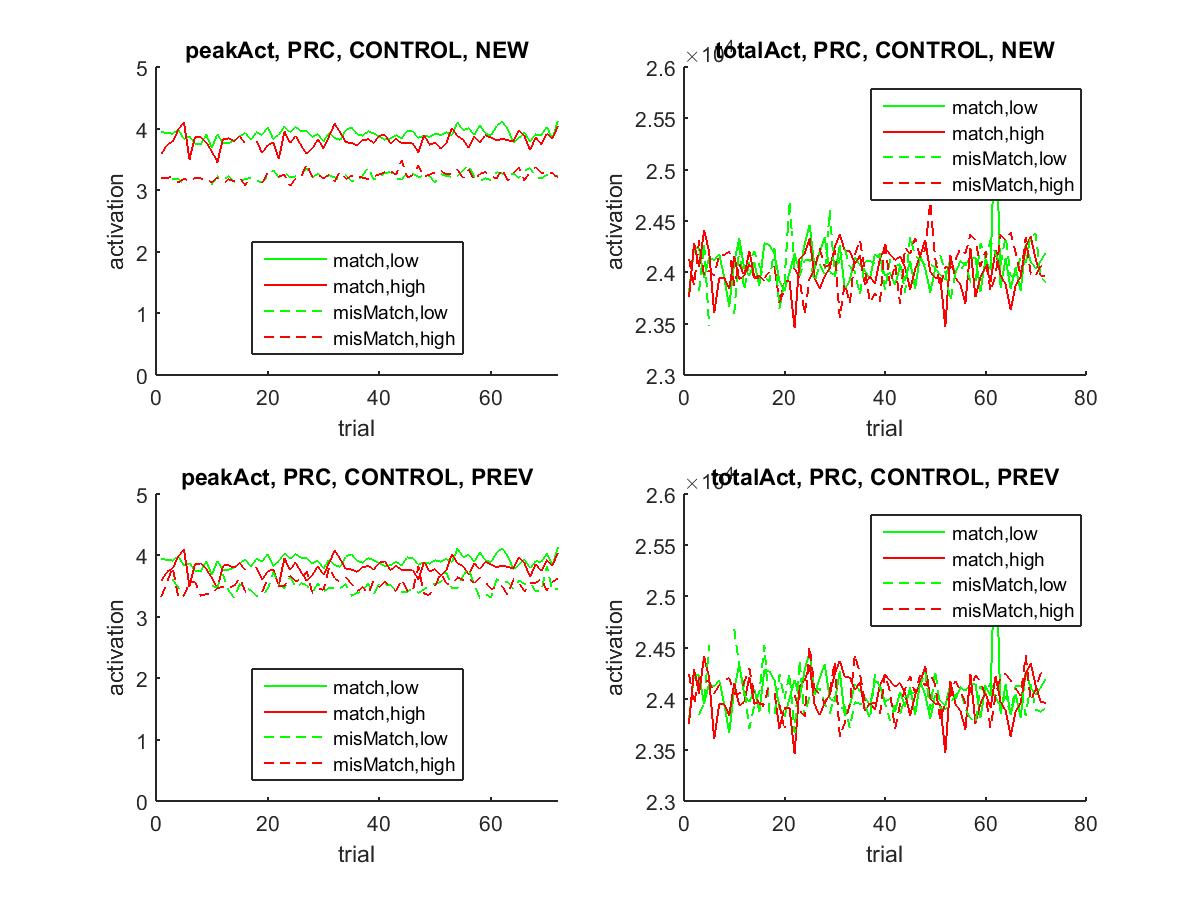 peakAct, PRC, CONTROL, NEW
5
4
3
2
1
0
activation
match,low
match,high
misMatch,low
misMatch,high
0 20 40 60
trial
totalAct, PRC, CONTROL, NEW
×10⁴
2.6
2.55
2.5
2.45
2.4
2.35
2.3
activation
match,low
match,high
misMatch,low
misMatch,high
0 20 40 60 80
trial
peakAct, PRC, CONTROL, PREV
5
4
3
2
1
0
activation
match,low
match,high
misMatch,low
misMatch,high
0 20 40 60
trial
totalAct, PRC, CONTROL, PREV
×10⁴
2.6
2.55
2.5
2.45
2.4
2.35
2.3
activation
match,low
match,high
misMatch,low
misMatch,high
0 20 40 60 80
trial